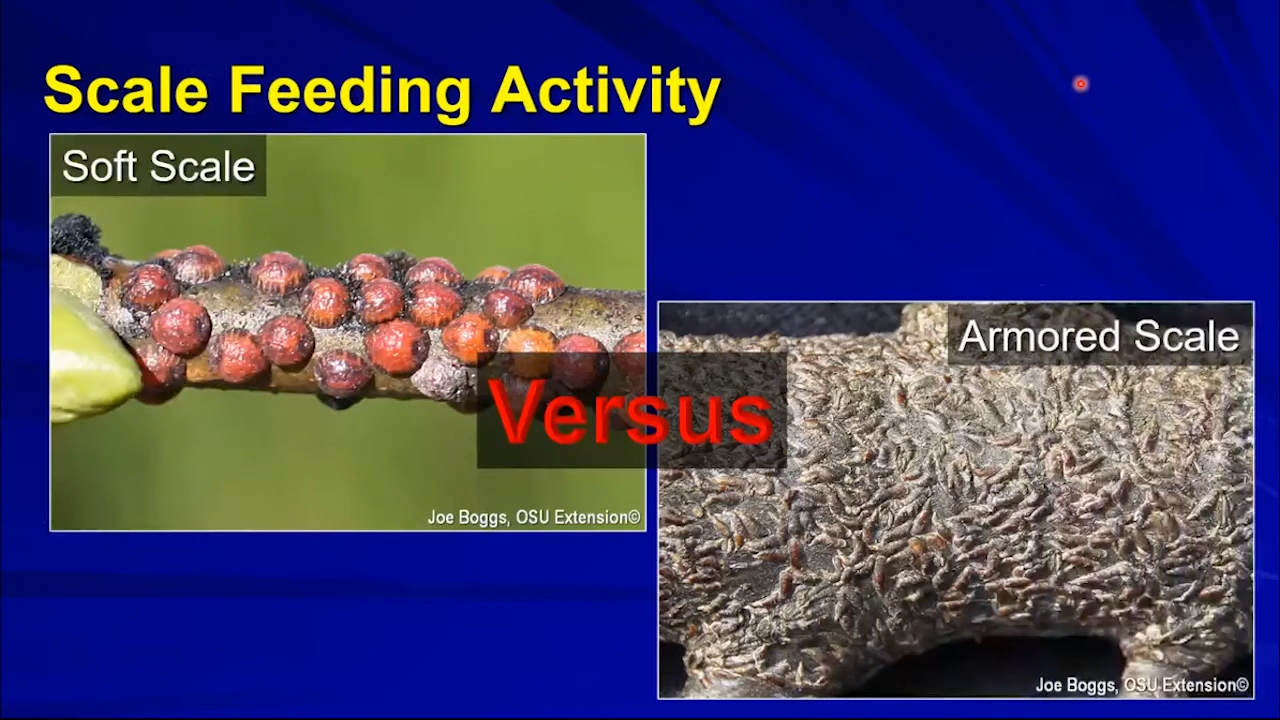 Scale Feeding Activity
Soft Scale
Joe Boggs, OSU Extension©
Versus
Armored Scale
Joe Boggs, OSU Extension©